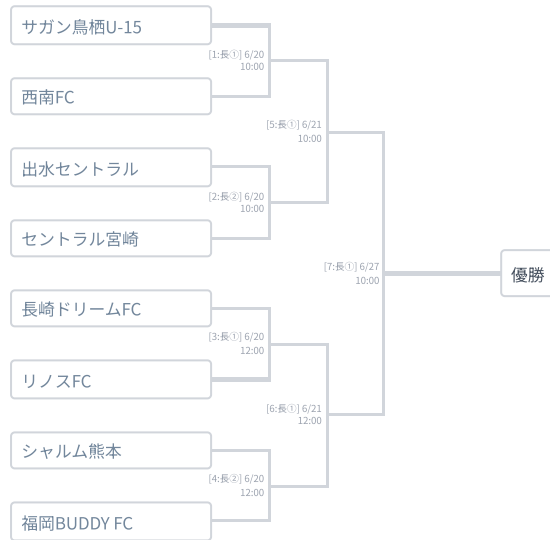 サガン鳥栖U-15
[1:長①] 6/20
10:00
西南FC
[5:長①] 6/21
10:00
出水セントラル
[2:長②] 6/20
10:00
セントラル宮崎
[7:長①] 6/27
10:00
優勝
長崎ドリームFC
[3:長①] 6/20
12:00
リノスFC
[6:長①] 6/21
12:00
シャルム熊本
[4:長②] 6/20
12:00
福岡BUDDY FC